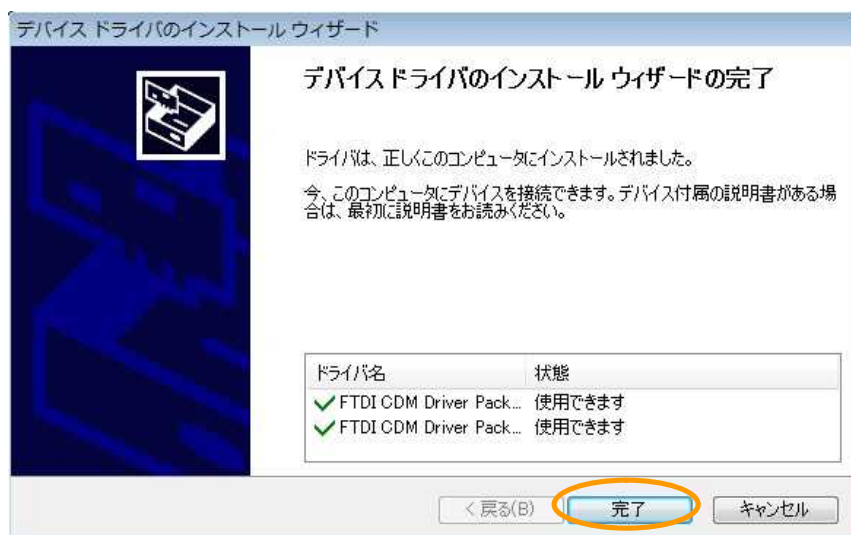 デバイス ドライバのインストール ウィザード
デバイス ドライバのインストール ウィザードの完了
ドライバは、正しくこのコンピュータにインストールされました。
今、このコンピュータにデバイスを接続できます。デバイス付属の説明書がある場
合は、最初に説明書をお読みください。
ドライバ名 状態
FTDI CDM Driver Pack... 使用できます
FTDI CDM Driver Pack... 使用できます
< 戻る(B) 完了 キャンセル